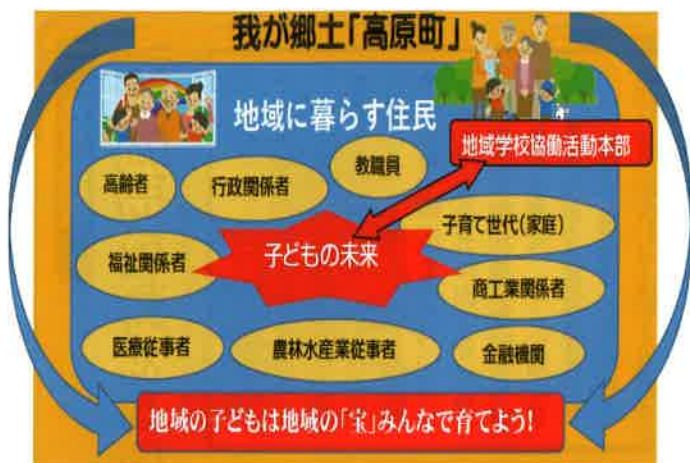 我が郷土「高原町」
地域に暮らす住民
地域学校協働活動本部
教職員
高齢者
行政関係者
子育て世代(家庭)
福祉関係者
子どもの未来
商工業関係者
医療従事者
農林水産業従事者
金融機関
地域の子どもは地域の「宝」みんなで育てよう!